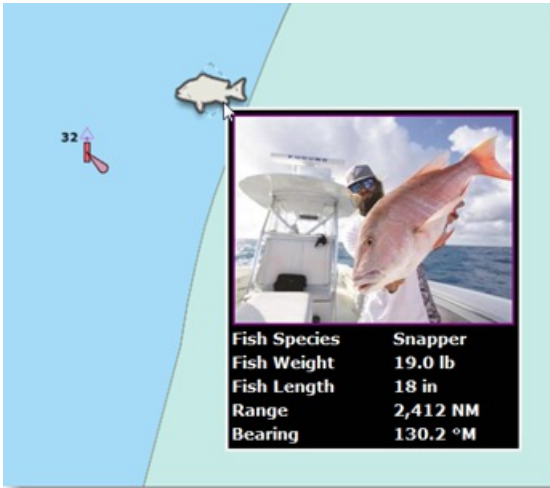 32
FURUNO
Fish Species Snapper
Fish Weight 19.0 lb
Fish Length 18 in
Range 2,412 NM
Bearing 130.2 °M